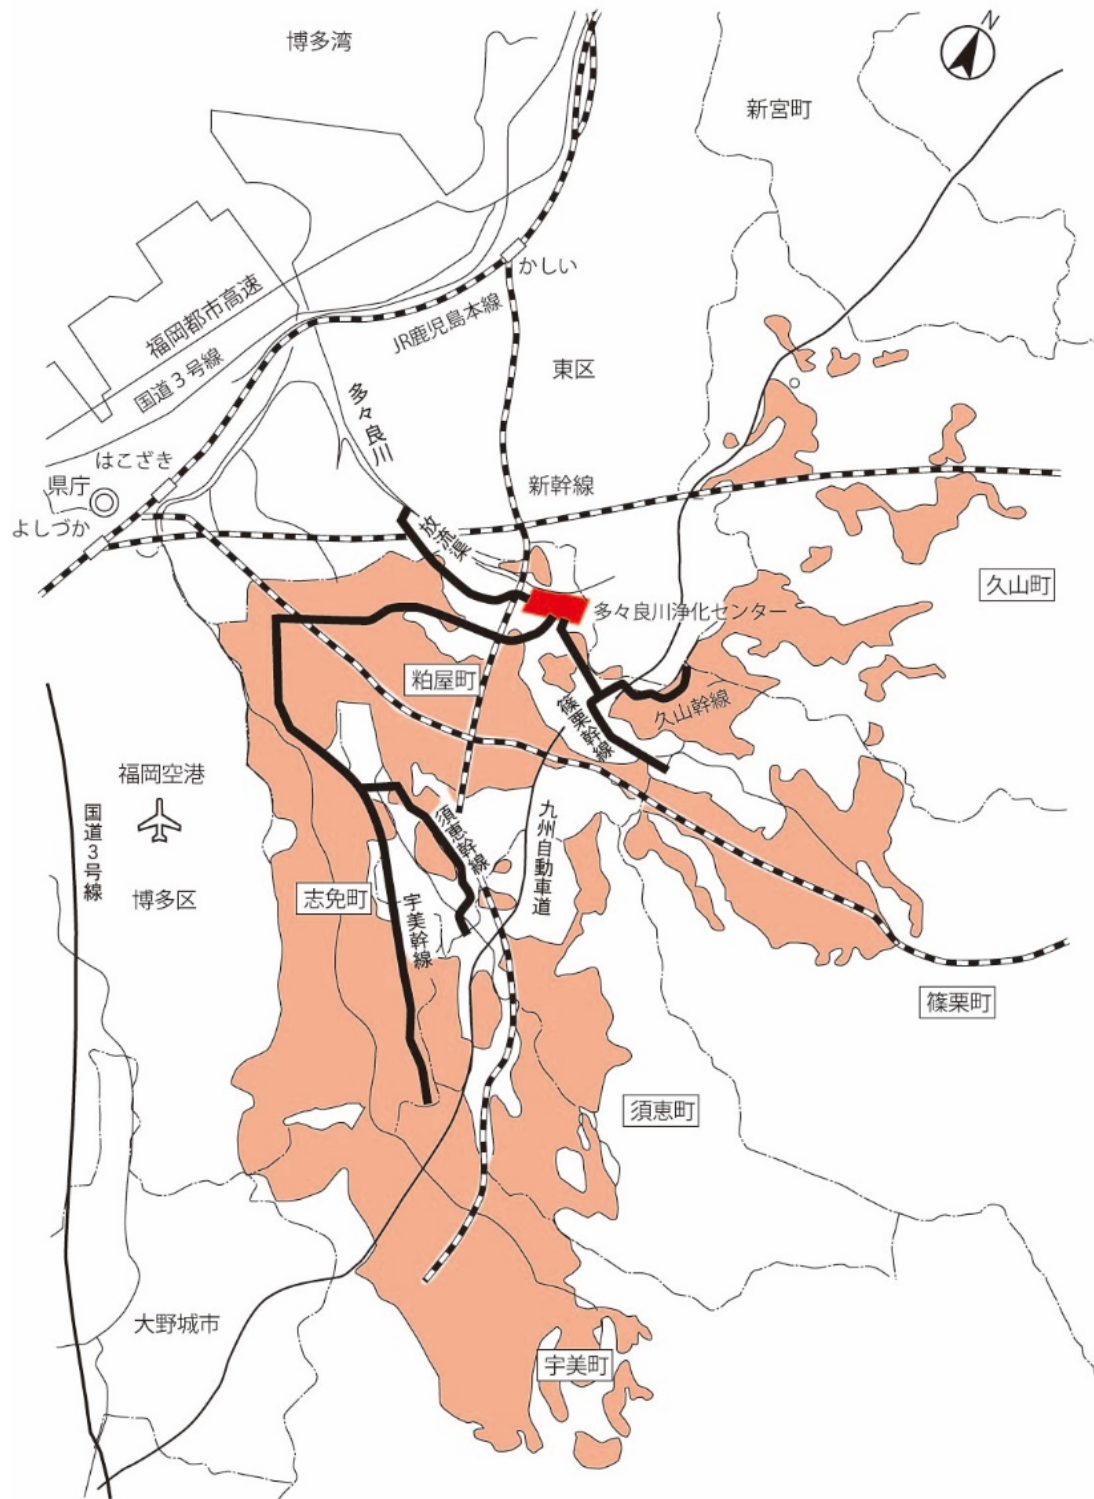 博多湾
N
新宮町
かしい
福岡都市高速
JR鹿児島本線
国道3号線
東区
多々良川
はこざき
県庁
新幹線
よしづか
放流渠
久山町
多々良川浄化センター
粕屋町
久山幹線
篠栗幹線
福岡空港
国道3号線
須恵幹線
九州自動車道
博多区
志免町
宇美幹線
篠栗町
須恵町
大野城市
宇美町